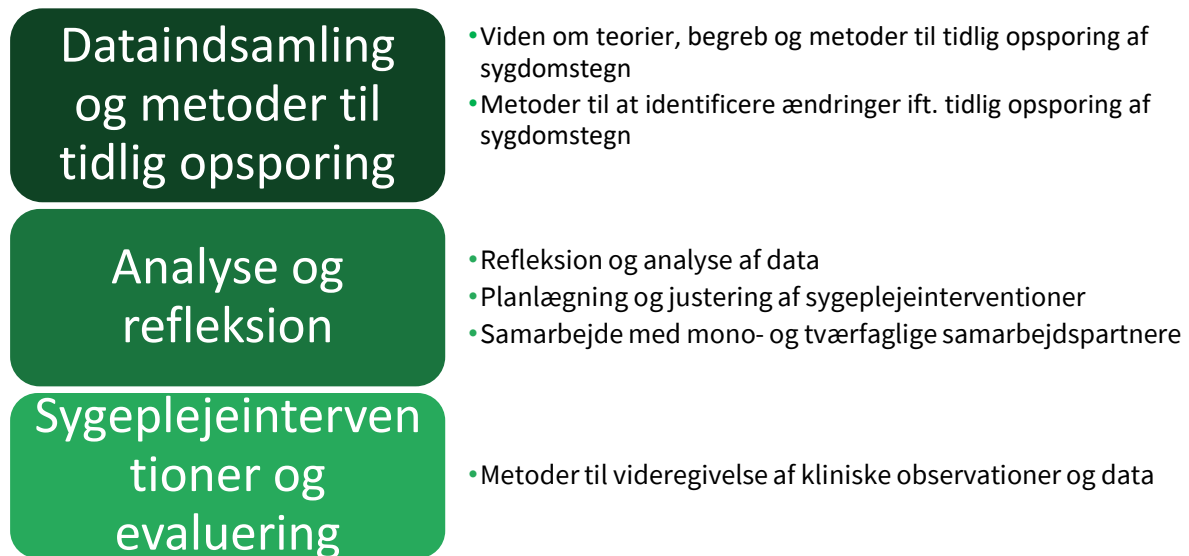 Dataindsamling
og metoder til
tidlig opsporing
•Viden om teorier, begreb og metoder til tidlig opsporing af
sygdomstegn
•Metoder til at identificere ændringer ift. tidlig opsporing af
sygdomstegn
Analyse og
refleksion
•Refleksion og analyse af data
•Planlægning og justering af sygeplejeinterventioner
•Samarbejde med mono- og tværfaglige samarbejdspartnere
Sygeplejeinterven
tioner og
evaluering
•Metoder til videregivelse af kliniske observationer og data